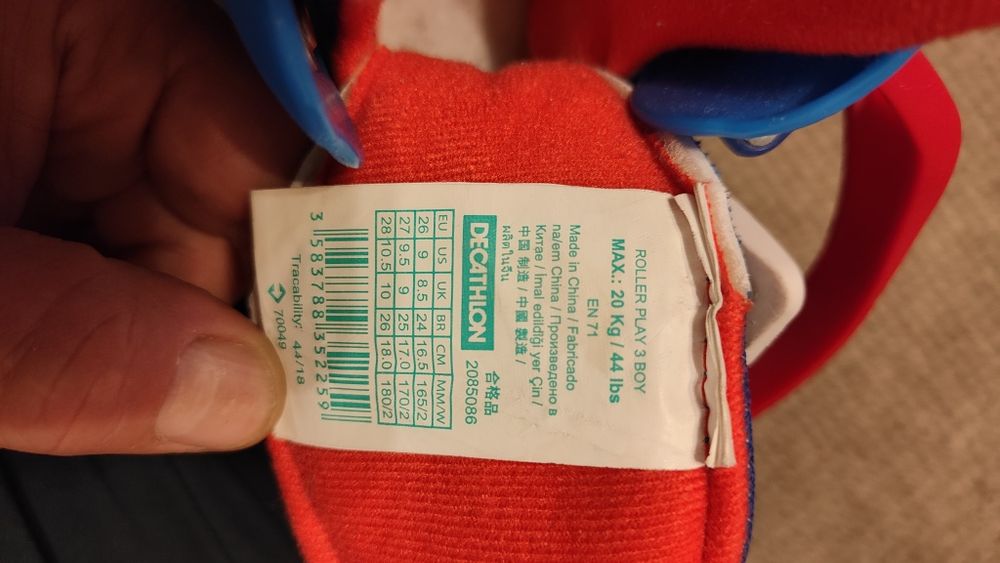 ROLLER PLAY 3 BOY
MAX.: 20 Kg / 44 lbs
EN 71
Made in China / Fabricado
na/em China / Произведено в
Китае / İmal edildiği yer Çin /
中国 制造 / 中國 製造 /
ผลิตในจีน
DECATHLON
合格品
2085086
EU US UK BR CM MM/W
26 9 8.5 24 16.5 165/2
27 9.5 9 25 17.0 170/2
28 10.5 10 26 18.0 180/2
3 583788 352259
Tracability: 44/18
70049